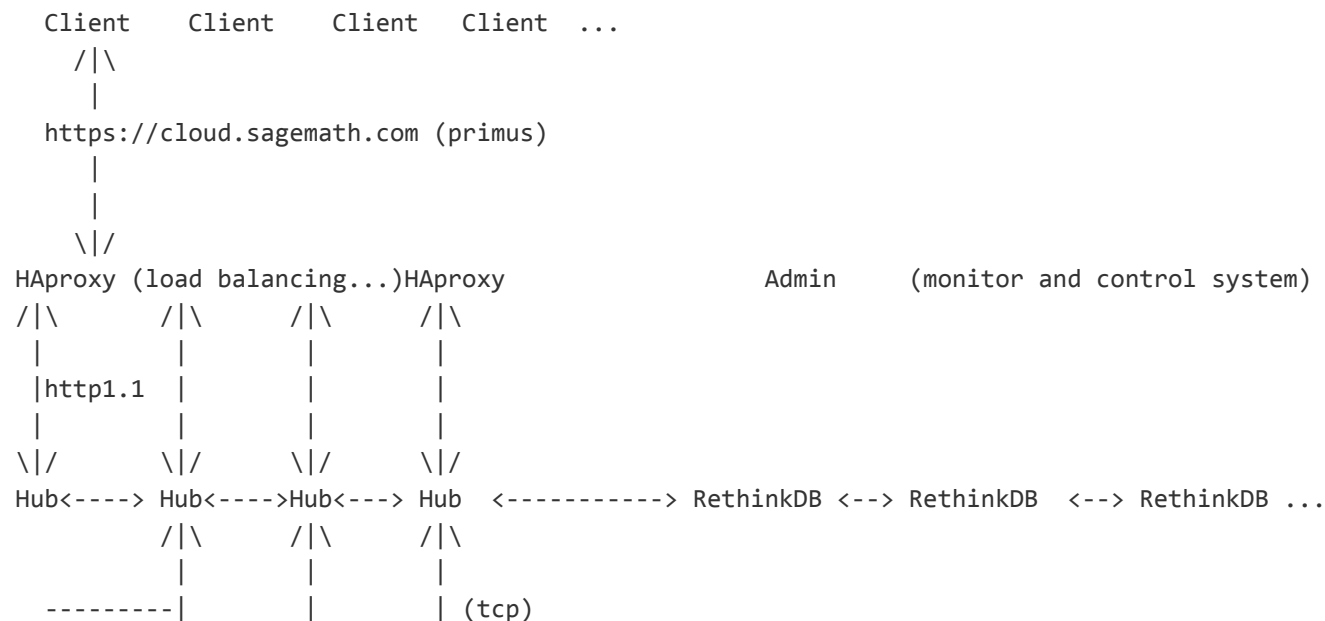 Client    Client     Client   Client  ...
/|\
|
https://cloud.sagemath.com (primus)
|
|
\|/
HAproxy (load balancing...)HAproxy                  Admin     (monitor and control system)
/|\       /|\      /|\      /|\
|         |        |        |
|http1.1  |        |        |
|         |        |        |
\|/       \|/      \|/      \|/
Hub<----> Hub<---->Hub<---> Hub  <-----------> RethinkDB <--> RethinkDB  <--> RethinkDB ...
/|\      /|\      /|\
|        |        |
---------|         |        | (tcp)